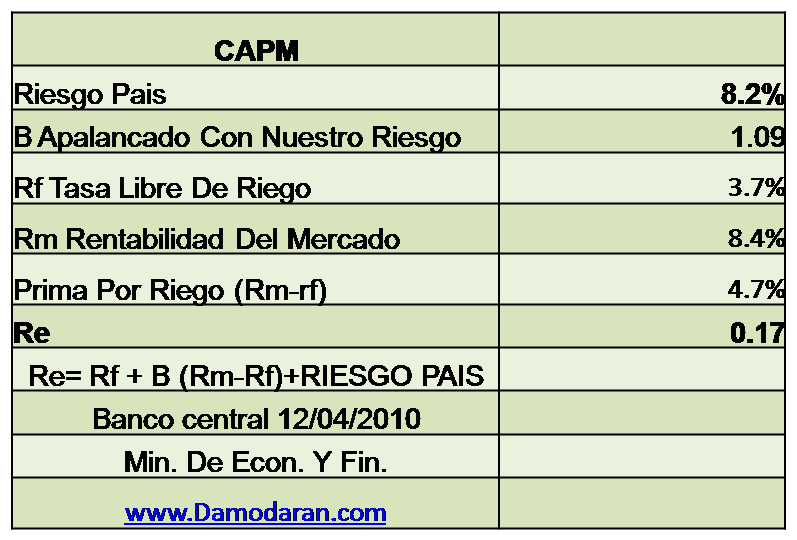 CAPM
Riesgo Pais 8.2%
B Apalancado Con Nuestro Riesgo 1.09
Rf Tasa Libre De Riego 3.7%
Rm Rentabilidad Del Mercado 8.4%
Prima Por Riego (Rm-rf) 4.7%
Re 0.17
Re= Rf + B (Rm-Rf)+RIESGO PAIS
Banco central 12/04/2010
Min. De Econ. Y Fin.
www.Damodaran.com